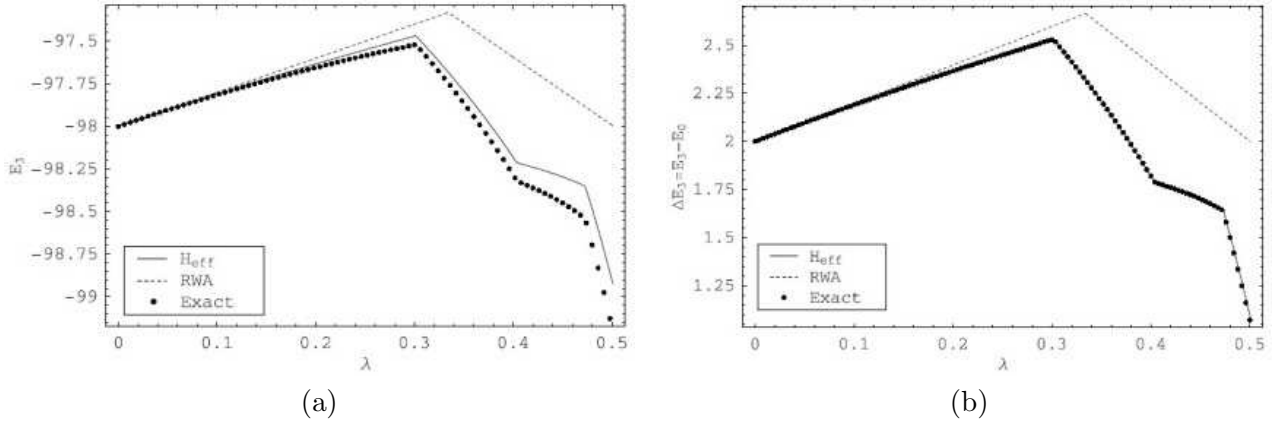 -97.5
-97.75
-98
-98.25
-98.5
-98.75
-99
E₃
H_eff
RWA
Exact
0 0.1 0.2 0.3 0.4 0.5
λ
(a)
2.5
2.25
2
1.75
1.5
1.25
ΔE₃=E₃-E₀
H_eff
RWA
Exact
0 0.1 0.2 0.3 0.4 0.5
λ
(b)